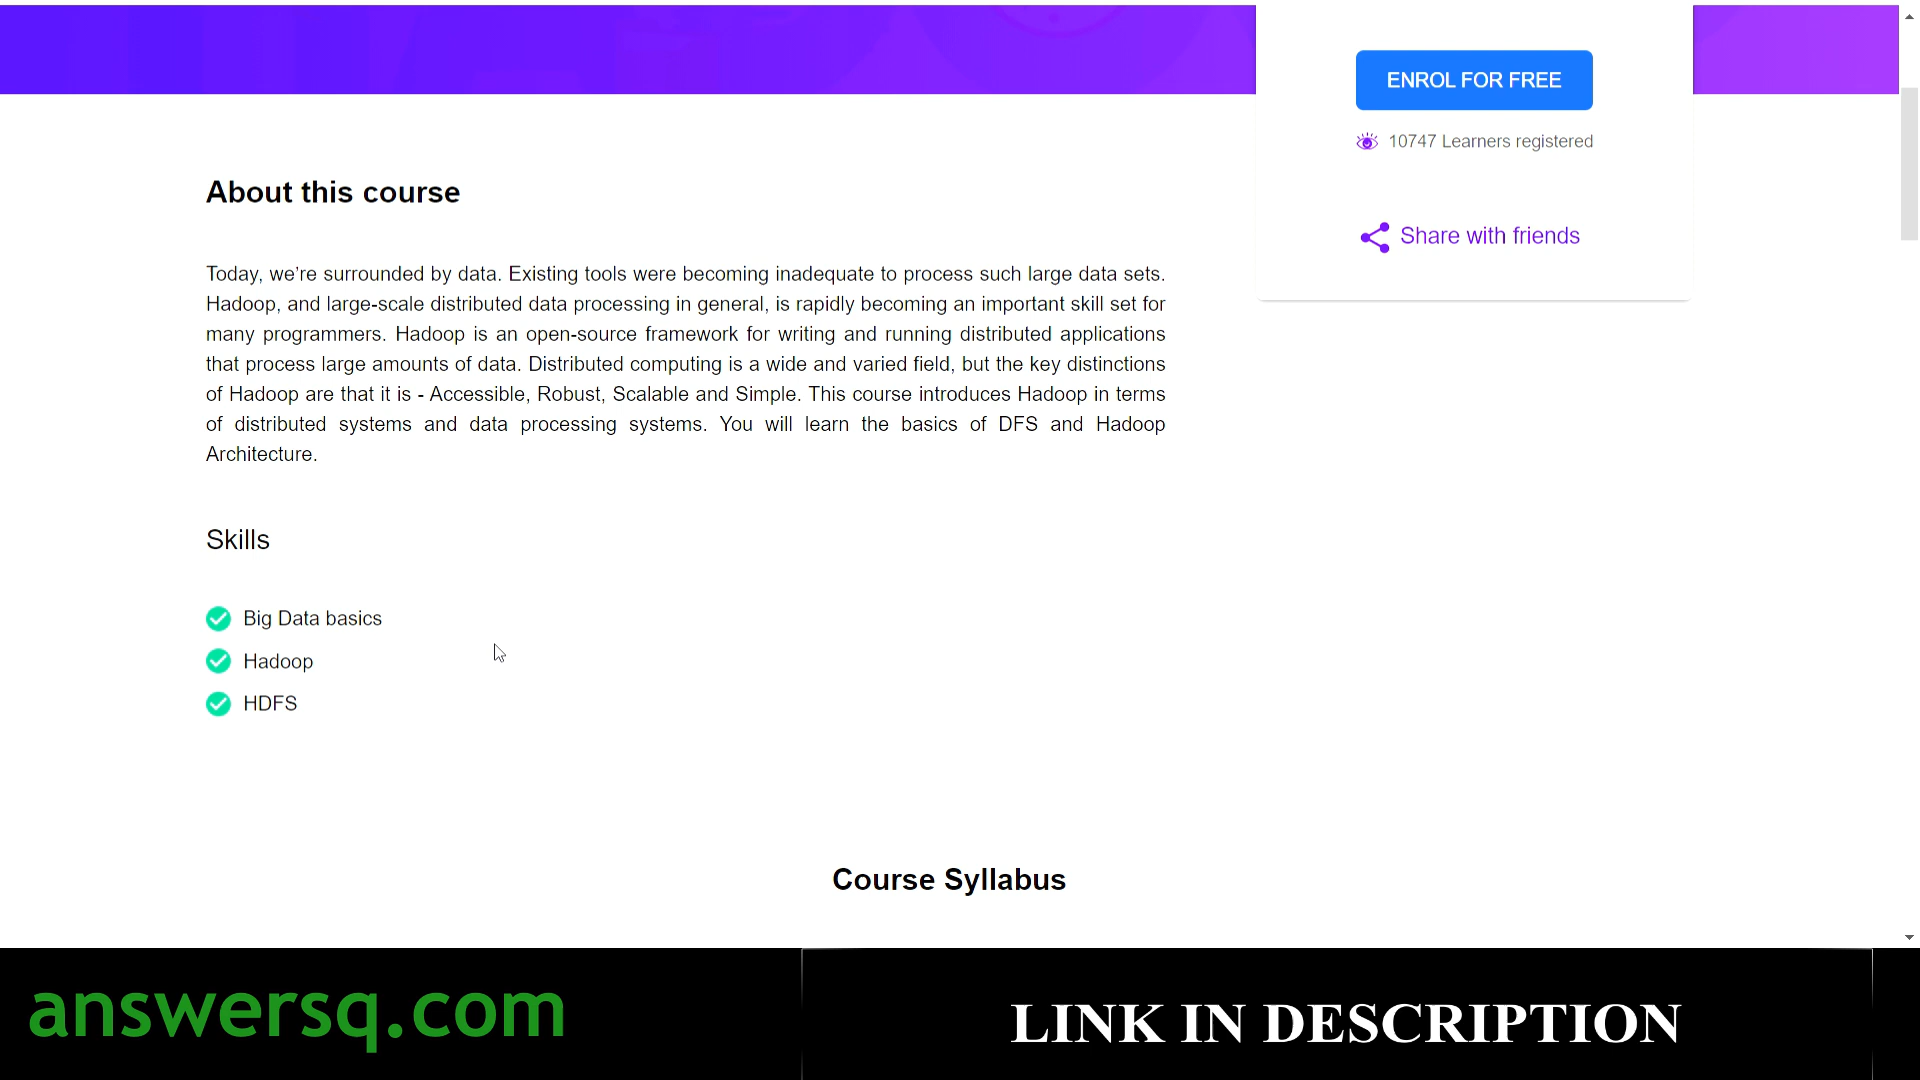 ENROL FOR FREE
10747 Learners registered
Share with friends
About this course
Today, we’re surrounded by data. Existing tools were becoming inadequate to process such large data sets.
Hadoop, and large-scale distributed data processing in general, is rapidly becoming an important skill set for
many programmers. Hadoop is an open-source framework for writing and running distributed applications
that process large amounts of data. Distributed computing is a wide and varied field, but the key distinctions
of Hadoop are that it is - Accessible, Robust, Scalable and Simple. This course introduces Hadoop in terms
of distributed systems and data processing systems. You will learn the basics of DFS and Hadoop
Architecture.
Skills
Big Data basics
Hadoop
HDFS
Course Syllabus
answersq.com
LINK IN DESCRIPTION